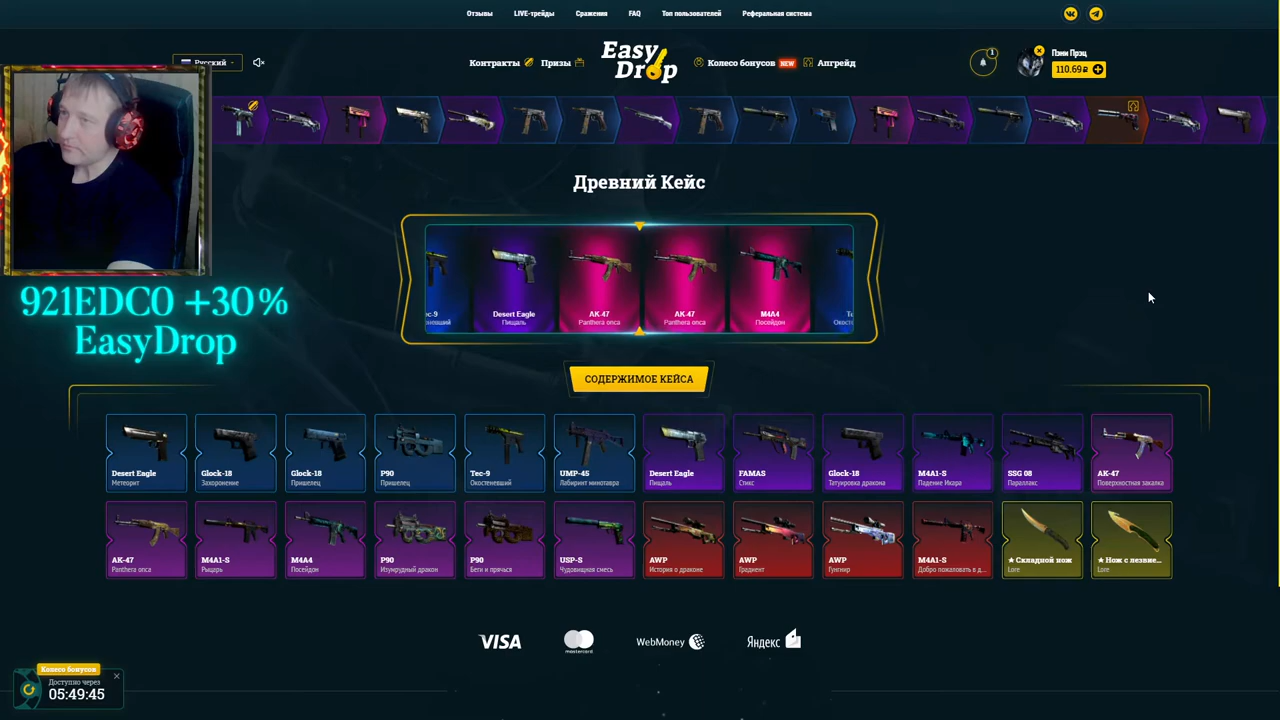 Отзывы
LIVE-трейды
Сражения
FAQ
Топ пользователей
Реферальная система
Русский
Контракты
Призы
Easy
Drop
Колесо бонусов NEW
Апгрейд
1
Пэни Прэц
110.69
Древний Кейс
Desert Eagle
Пищаль
AK-47
Panthera onca
AK-47
Panthera onca
M4A4
Посейдон
921EDC0 +30%
EasyDrop
СОДЕРЖИМОЕ КЕЙСА
Desert Eagle
Метеорит
Glock-18
Захоронение
Glock-18
Пришелец
P90
Пришелец
Tec-9
Окостеневший
UMP-45
Лабиринт минотавра
Desert Eagle
Пищаль
FAMAS
Стикс
Glock-18
Татуировка дракона
M4A1-S
Падение Икара
SSG 08
Параллакс
AK-47
Поверхностная закалка
AK-47
Panthera onca
M4A1-S
Рыцарь
M4A4
Посейдон
P90
Изумрудный дракон
P90
Беги и прячься
USP-S
Чудовищная смесь
AWP
История о драконе
AWP
Градиент
AWP
Гунгнир
M4A1-S
Добро пожаловать в д...
★ Складной нож
Lore
★ Нож с лезвие...
Lore
VISA
mastercard
WebMoney
Яндекс
Колесо бонусов
Доступно через
05:49:45